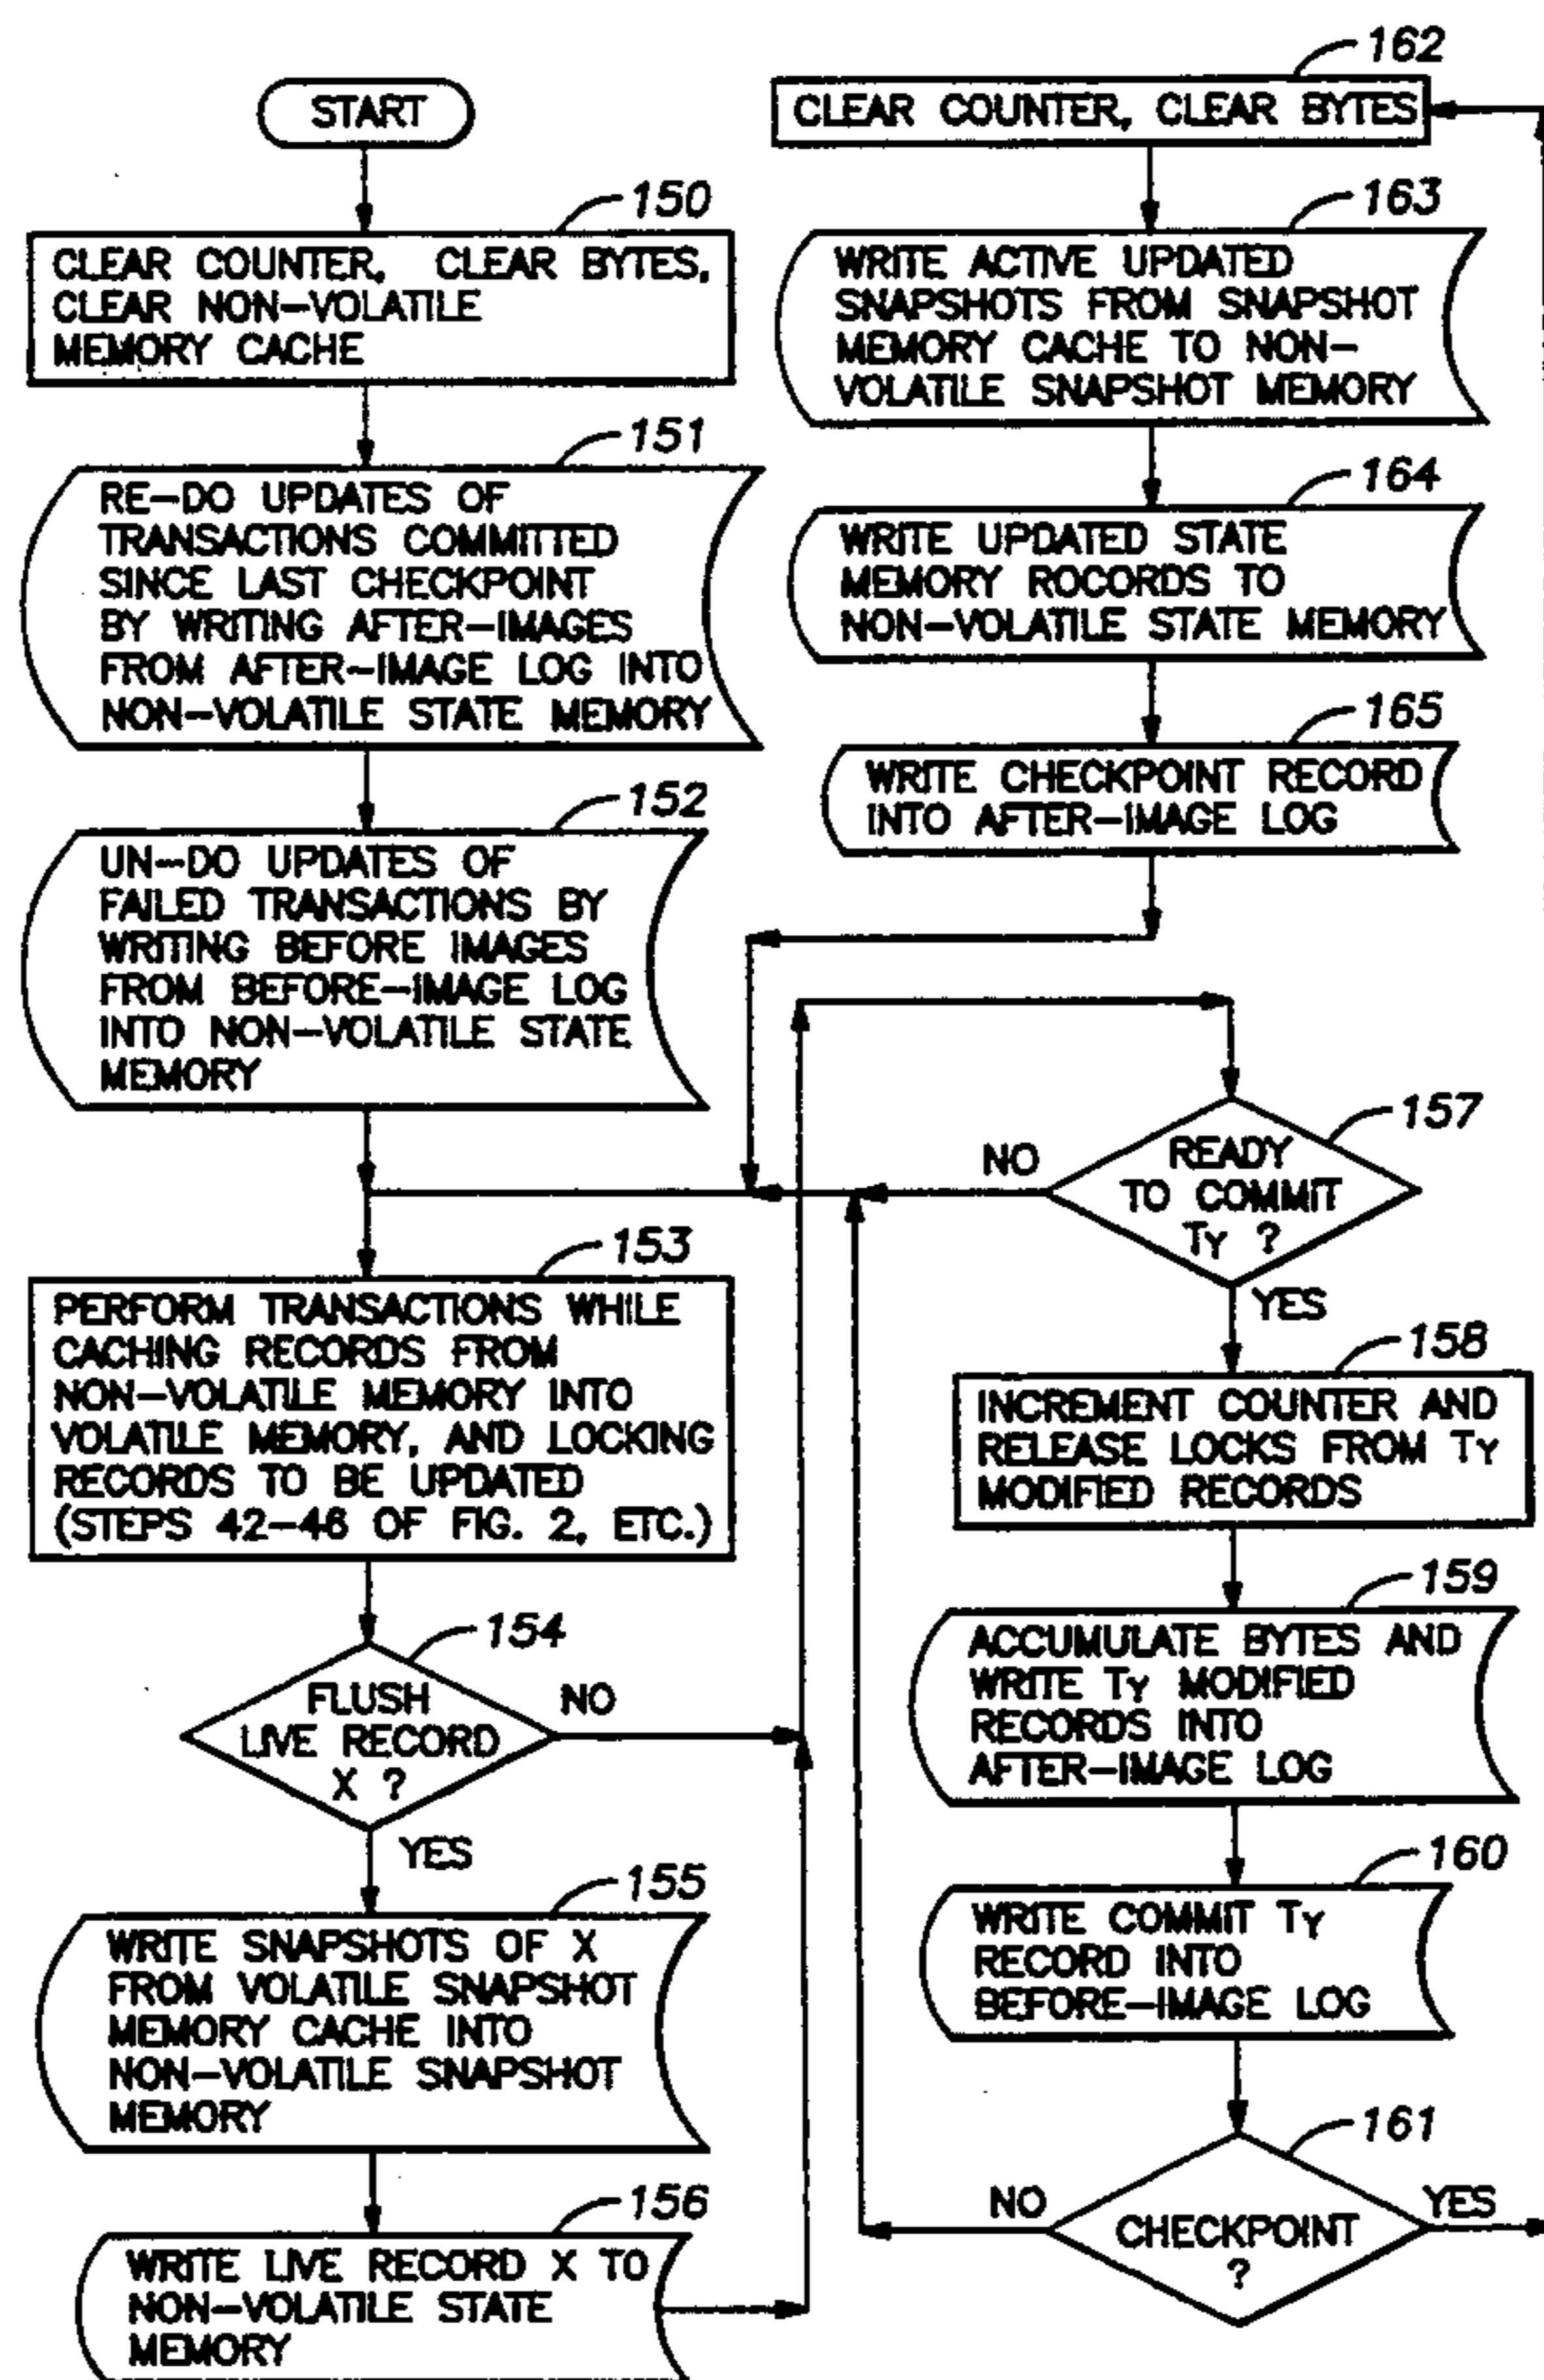 START
150
CLEAR COUNTER, CLEAR BYTES,
CLEAR NON-VOLATILE
MEMORY CACHE
151
RE-DO UPDATES OF
TRANSACTIONS COMMITTED
SINCE LAST CHECKPOINT
BY WRITING AFTER-IMAGES
FROM AFTER-IMAGE LOG INTO
NON-VOLATILE STATE MEMORY
152
UN-DO UPDATES OF
FAILED TRANSACTIONS BY
WRITING BEFORE IMAGES
FROM BEFORE-IMAGE LOG
INTO NON-VOLATILE STATE
MEMORY
153
PERFORM TRANSACTIONS WHILE
CACHING RECORDS FROM
NON-VOLATILE MEMORY INTO
VOLATILE MEMORY, AND LOCKING
RECORDS TO BE UPDATED
(STEPS 42-46 OF FIG. 2, ETC.)
154
FLUSH
LIVE RECORD
X ?
NO
YES
155
WRITE SNAPSHOTS OF X
FROM VOLATILE SNAPSHOT
MEMORY CACHE INTO
NON-VOLATILE SNAPSHOT
MEMORY
156
WRITE LIVE RECORD X TO
NON-VOLATILE STATE
MEMORY
162
CLEAR COUNTER, CLEAR BYTES
163
WRITE ACTIVE UPDATED
SNAPSHOTS FROM SNAPSHOT
MEMORY CACHE TO NON-
VOLATILE SNAPSHOT MEMORY
164
WRITE UPDATED STATE
MEMORY ROCORDS TO
NON-VOLATILE STATE MEMORY
165
WRITE CHECKPOINT RECORD
INTO AFTER-IMAGE LOG
157
READY
TO COMMIT
TY ?
NO
YES
158
INCREMENT COUNTER AND
RELEASE LOCKS FROM TY
MODIFIED RECORDS
159
ACCUMULATE BYTES AND
WRITE TY MODIFIED
RECORDS INTO
AFTER-IMAGE LOG
160
WRITE COMMIT TY
RECORD INTO
BEFORE-IMAGE LOG
161
CHECKPOINT
?
NO
YES